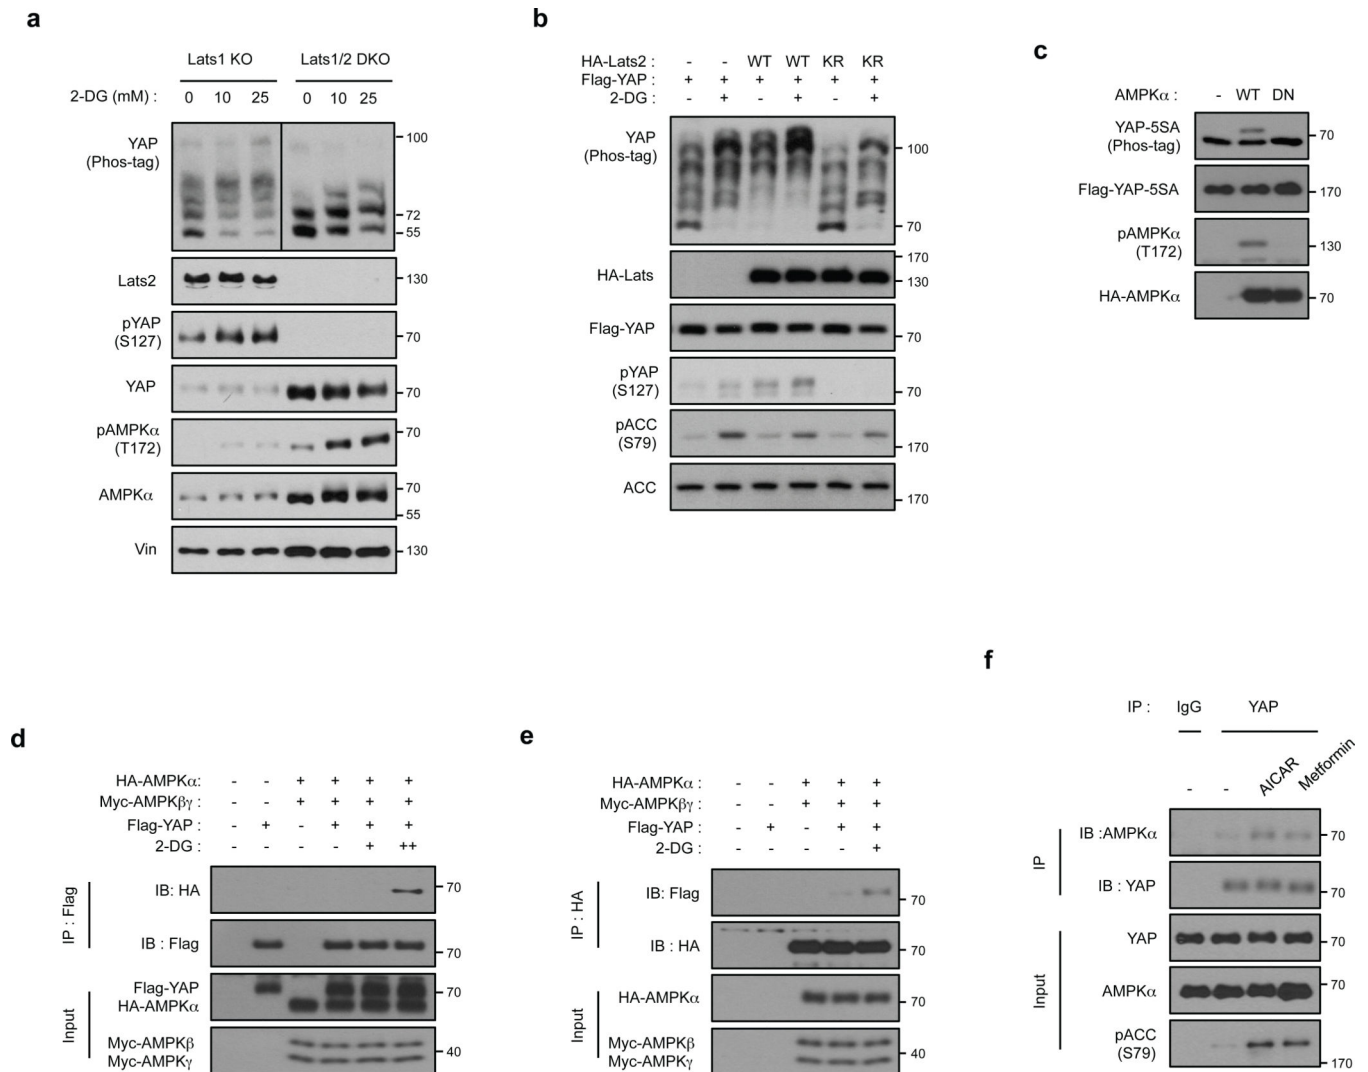 a
Lats1 KO Lats1/2 DKO
2-DG (mM) : 0 10 25 0 10 25
YAP
(Phos-tag)
100
72
55
Lats2 130
pYAP
(S127)
70
YAP 70
pAMPKα
(T172)
70
AMPKα 70
55
Vin 130
b
HA-Lats2 : - - WT WT KR KR
Flag-YAP : + + + + + +
2-DG : - + - + - +
YAP
(Phos-tag)
100
70
HA-Lats 170
130
Flag-YAP 70
pYAP
(S127)
70
pACC
(S79)
170
ACC 170
c
AMPKα : - WT DN
YAP-5SA
(Phos-tag)
70
Flag-YAP-5SA 170
pAMPKα
(T172)
130
HA-AMPKα 70
d
HA-AMPKα: - - + + + +
Myc-AMPKβγ : - - + + + +
Flag-YAP : - + - + + +
2-DG : - - - - + ++
IP : Flag
IB: HA 70
IB : Flag 70
Input
Flag-YAP 70
HA-AMPKα
Myc-AMPKβ 40
Myc-AMPKγ
e
HA-AMPKα : - - + + +
Myc-AMPKβγ : - - + + +
Flag-YAP : - + - + +
2-DG : - - - - +
IP : HA
IB: Flag 70
IB : HA 70
Input
HA-AMPKα 70
Myc-AMPKβ 40
Myc-AMPKγ
f
IP : IgG YAP
- - AICAR Metformin
IP
IB :AMPKα 70
IB : YAP 70
Input
YAP 70
AMPKα 70
pACC
(S79)
170